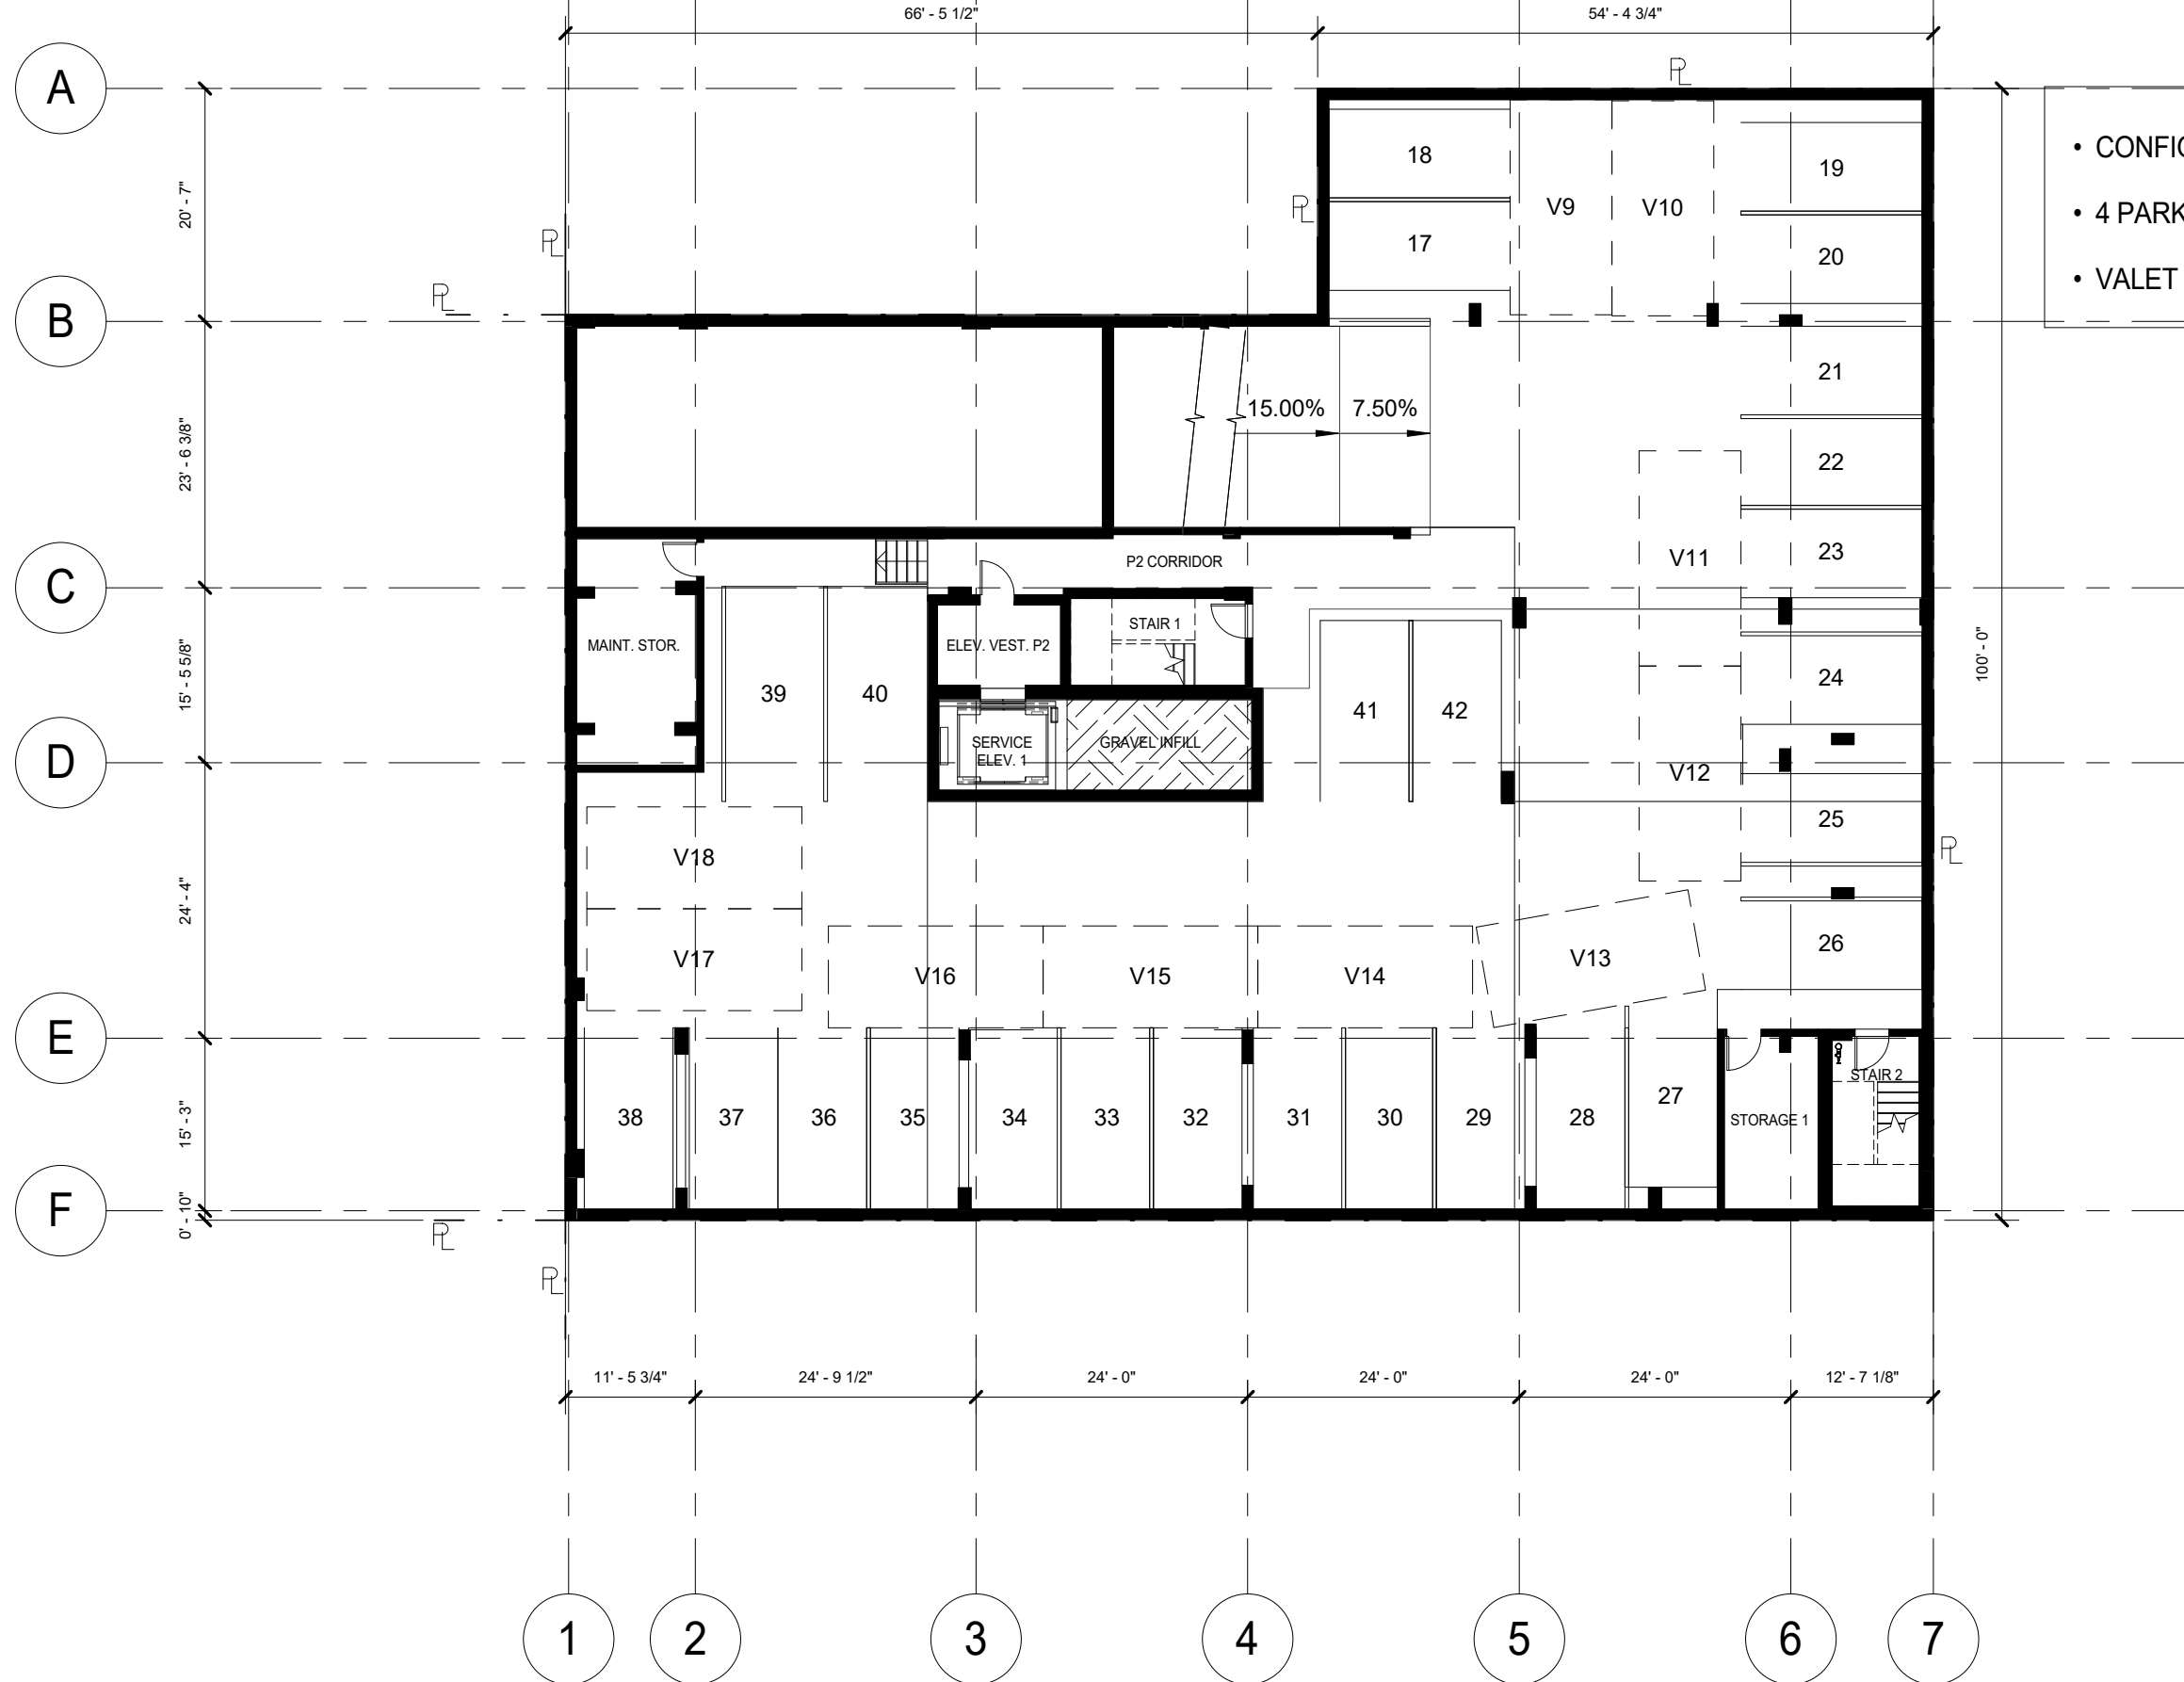 66' - 5 1/2"
54' - 4 3/4"
A
PL
• CONFIG
20' - 7"
18
19
V9
V10
PL
• 4 PARK
PL
17
20
• VALET
PL
B
21
15.00%
7.50%
23' - 6 3/8"
22
V11
23
P2 CORRIDOR
C
STAIR 1
MAINT. STOR.
ELEV. VEST. P2
15' - 5 5/8"
100' - 0"
24
39
40
41
42
SERVICE
ELEV. 1
GRAVEL INFILL
D
V12
25
V18
PL
24' - 4"
26
V17
V16
V15
V14
V13
E
STAIR 2
27
38
37
36
35
34
33
32
31
30
29
28
STORAGE 1
15' - 3"
F
0' - 10"
PL
PL
11' - 5 3/4"
24' - 9 1/2"
24' - 0"
24' - 0"
24' - 0"
12' - 7 1/8"
1
2
3
4
5
6
7